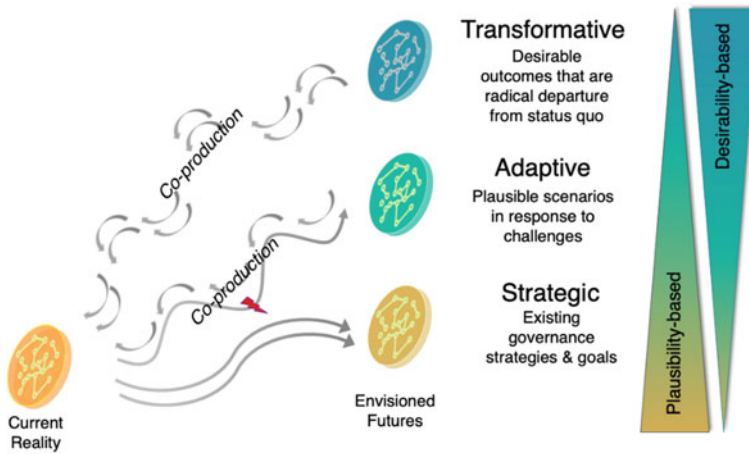 Transformative
Desirable
outcomes that are
radical departure
from status quo
Co-production
Adaptive
Plausible scenarios
in response to
challenges
Co-production
Strategic
Existing
governance
strategies & goals
Current
Reality
Envisioned
Futures
Plausibility-based
Desirability-based